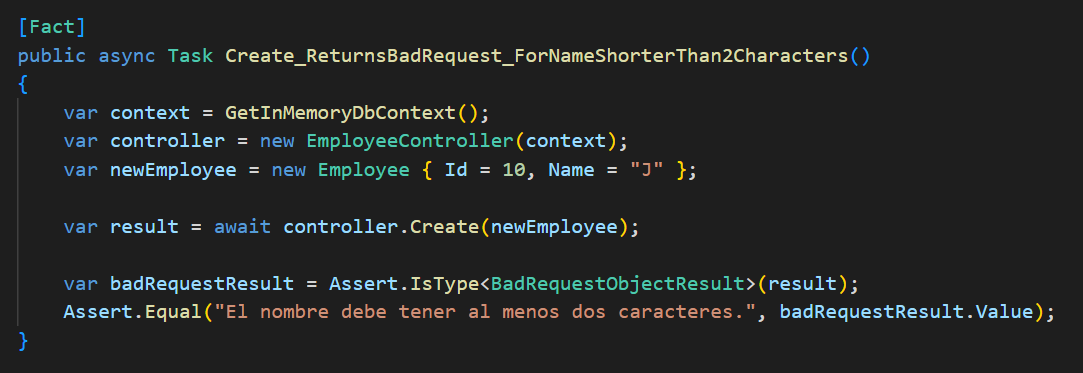 [Fact]
public async Task Create_ReturnsBadRequest_ForNameShorterThan2Characters()
{
    var context = GetInMemoryDbContext();
    var controller = new EmployeeController(context);
    var newEmployee = new Employee { Id = 10, Name = "J" };
    var result = await controller.Create(newEmployee);
    var badRequestResult = Assert.IsType<BadRequestObjectResult>(result);
    Assert.Equal("El nombre debe tener al menos dos caracteres.", badRequestResult.Value);
}